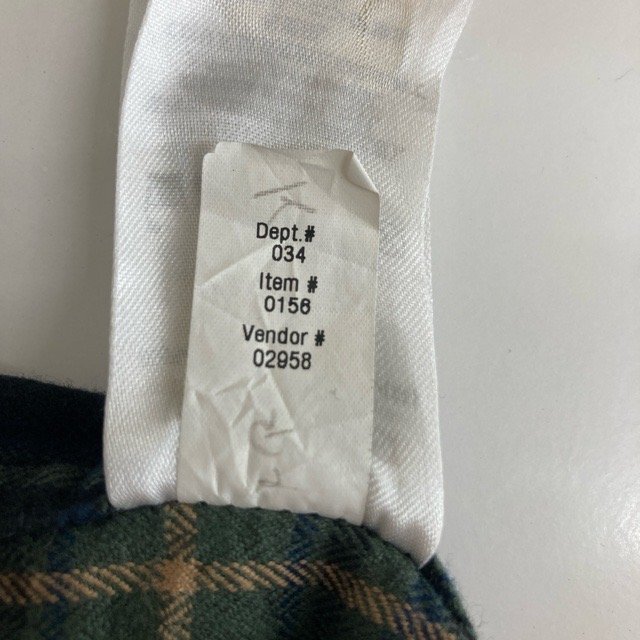 Dept.#
034
Item #
0156
Vendor #
02958